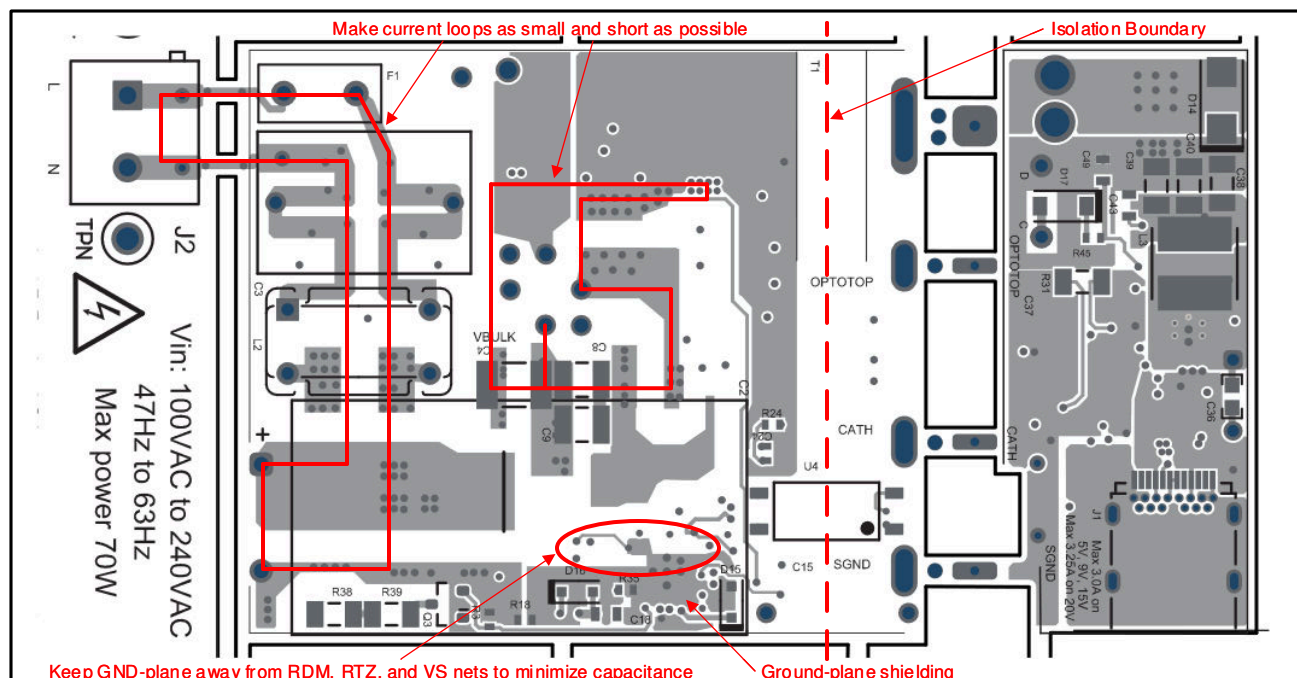 Make current loops as small and short as possible
Isolation Boundary
L
N
F1
T1
J2
TPN
C3
L2
Vin: 100VAC to 240VAC
47Hz to 63Hz
Max power 70W
VBULK
C4
C8
C9
C2
+
R24
U4
OPTOTOP
CATH
SGND
C15
R38
R39
Q3
R18
D16
R35
C18
D15
D14
C40
C49
C39
C38
D
D17
C43
C
L3
R45
OPTOTOP
R31
C37
C36
CATH
SGND
J1
Max 3.0A on
5V, 9V, 15V
Max 3.25A on 20V
Keep GND-plane away from RDM, RTZ, and VS nets to minimize capacitance
Ground-plane shielding